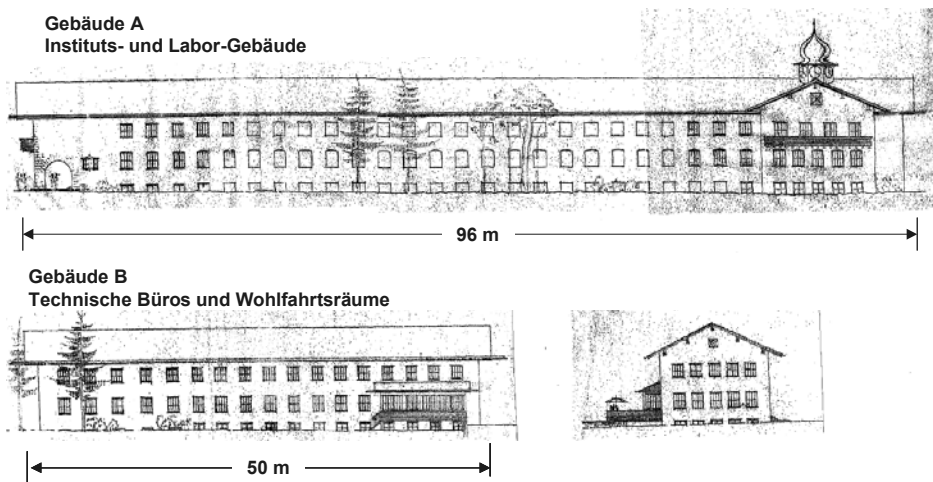 Gebäude A
Instituts- und Labor-Gebäude
96 m
Gebäude B
Technische Büros und Wohlfahrtsräume
50 m